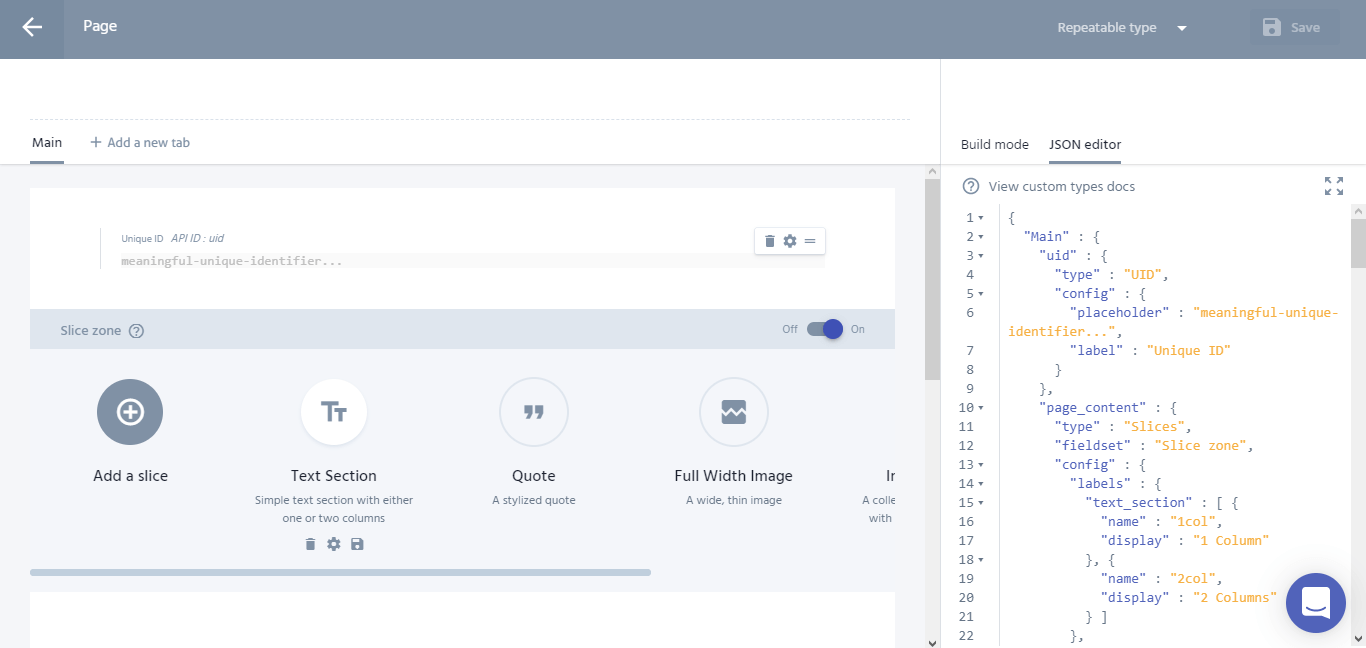 Page
Repeatable type
Save
Main
Add a new tab
Build mode
JSON editor
View custom types docs
Unique ID API ID : uid
meaningful-unique-identifier...
Slice zone
Off
On
Add a slice
Text Section
Simple text section with either
one or two columns
Quote
A stylized quote
Full Width Image
A wide, thin image
A colle
with
1 {
2 "Main" : {
3 "uid" : {
4 "type" : "UID",
5 "config" : {
6 "placeholder" : "meaningful-unique-
identifier...",
7 "label" : "Unique ID"
8 }
9 },
10 "page_content" : {
11 "type" : "Slices",
12 "fieldset" : "Slice zone",
13 "config" : {
14 "labels" : {
15 "text_section" : [ {
16 "name" : "1col",
17 "display" : "1 Column"
18 }, {
19 "name" : "2col",
20 "display" : "2 Columns"
21 } ]
22 },